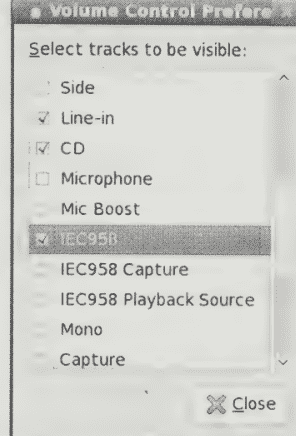 Volume Control Prefere
Select tracks to be visible:
Side
Line-in
CD
Microphone
Mic Boost
IEC958
IEC958 Capture
IEC958 Playback Source
Mono
Capture
Close